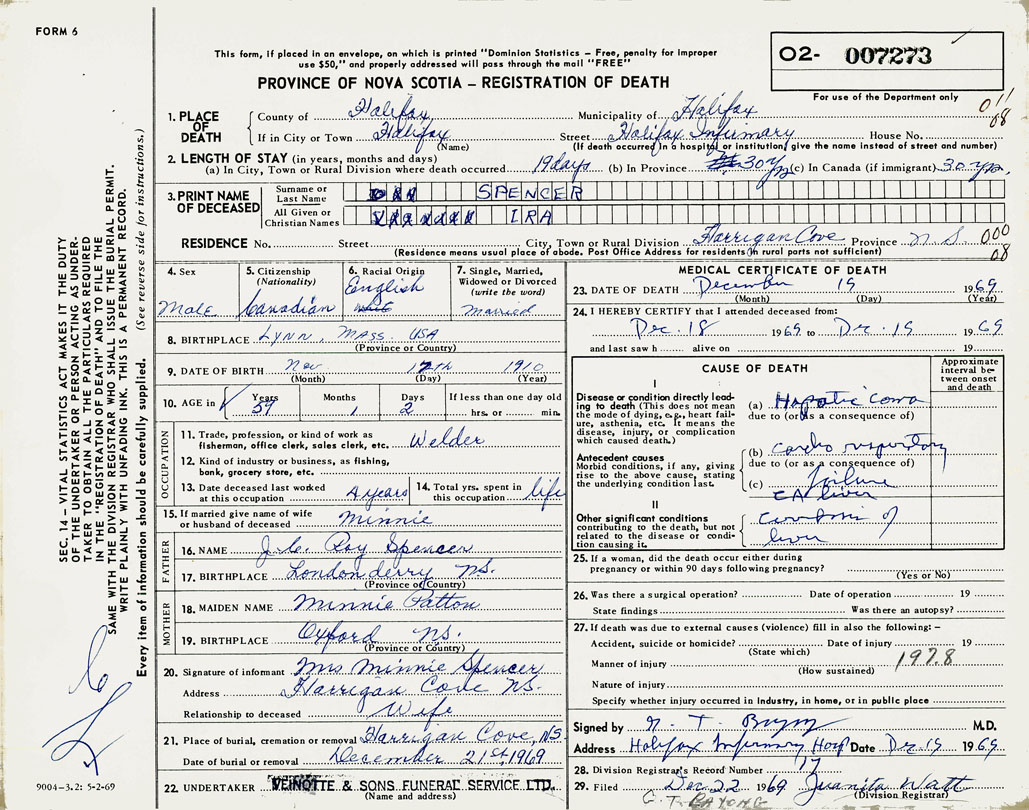 FORM 6
This form, if placed in an envelope, on which is printed "Dominion Statistics – Free, penalty for improper
use $50," and properly addressed will pass through the mail "FREE"
PROVINCE OF NOVA SCOTIA – REGISTRATION OF DEATH
02- 007273
For use of the Department only
1. PLACE OF DEATH
County of Halifax Municipality of Halifax
011
08
If in City or Town Halifax Street Halifax Infirmary House No.
(Name) (If death occurred in a hospital or institution, give the name instead of street and number)
2. LENGTH OF STAY (in years, months and days)
(a) In City, Town or Rural Division where death occurred 19 days (b) In Province 30 yrs (c) In Canada (if immigrant) 30 yrs.
3. PRINT NAME OF DECEASED
Surname or Last Name SPENCER
All Given or Christian Names IRA
RESIDENCE No. Street City, Town or Rural Division Harrigan Cove Province N.S. 000
08
(Residence means usual place of abode. Post Office Address for residents in rural parts not sufficient)
4. Sex Male
5. Citizenship (Nationality) Canadian
6. Racial Origin English
7. Single, Married, Widowed or Divorced (write the word) Married
8. BIRTHPLACE LYNN, MASS. USA
(Province or Country)
9. DATE OF BIRTH Nov 17th 1910
(Month) (Day) (Year)
10. AGE in Years 59 Months 1 Days 2 If less than one day old
hrs. or min.
OCCUPATION
11. Trade, profession, or kind of work as
fisherman, office clerk, sales clerk, etc. Welder
12. Kind of industry or business, as fishing,
bank, grocery store, etc.
13. Date deceased last worked
at this occupation 4 years
14. Total yrs. spent in
this occupation life
15. If married give name of wife
or husband of deceased Minnie
FATHER
16. NAME Roy Spencer
17. BIRTHPLACE Londonderry N.S.
(Province or Country)
MOTHER
18. MAIDEN NAME Minnie Patton
19. BIRTHPLACE Oxford N.S.
(Province or Country)
20. Signature of informant Mrs Minnie Spencer
Address Harrigan Cove N.S.
Relationship to deceased Wife
21. Place of burial, cremation or removal Harrigan Cove, N.S
Date of burial or removal December 21st 1969
22. UNDERTAKER VEINOTTE & SONS FUNERAL SERVICE LTD.
(Name and address)
MEDICAL CERTIFICATE OF DEATH
23. DATE OF DEATH December 19 1969
(Month) (Day) (Year)
24. I HEREBY CERTIFY that I attended deceased from:
Dec. 18 1969 to Dec. 19 1969
and last saw h alive on 19
CAUSE OF DEATH
Approximate interval between onset and death
I
Disease or condition directly leading to death (This does not
mean the mode of dying, e.g., heart failure, asthenia, etc. It means the
disease, injury, or complication
which caused death.)
(a) Hepatic Coma
due to (or as a consequence of)
Antecedent causes
Morbid conditions, if any, giving
rise to the above cause, stating
the underlying condition last.
(b) cardio respiratory
due to (or as a consequence of)
(c) failure
CA liver
II
Other significant conditions
contributing to the death, but not
related to the disease or condition causing it.
of
liver
25. If a woman, did the death occur either during
pregnancy or within 90 days following pregnancy?
(Yes or No)
26. Was there a surgical operation? Date of operation 19
State findings Was there an autopsy?
27. If death was due to external causes (violence) fill in also the following:–
Accident, suicide or homicide? Date of injury 19
(State which)
Manner of injury 197.8
(How sustained)
Nature of injury
Specify whether injury occurred in Industry, in home, or in public place
Signed by M.D.
Address Halifax Infirmary Hosp Date Dec 19 1969
28. Division Registrar's Record Number 17
29. Filed Dec 22 1969 Juanita Watt
(Division Registrar)
SEC. 14 – VITAL STATISTICS ACT MAKES IT THE DUTY
OF THE UNDERTAKER OR PERSON ACTING AS UNDERTAKER TO OBTAIN ALL THE PARTICULARS REQUIRED
IN THE "REGISTRATION OF DEATH" AND TO FILE THE
SAME WITH THE DIVISION REGISTRAR WHO SHALL ISSUE THE BURIAL PERMIT.
WRITE PLAINLY WITH UNFADING INK. THIS IS A PERMANENT RECORD.
Every item of information should be carefully supplied. (See reverse side for instructions.)
9004-3.2: 5-2-69